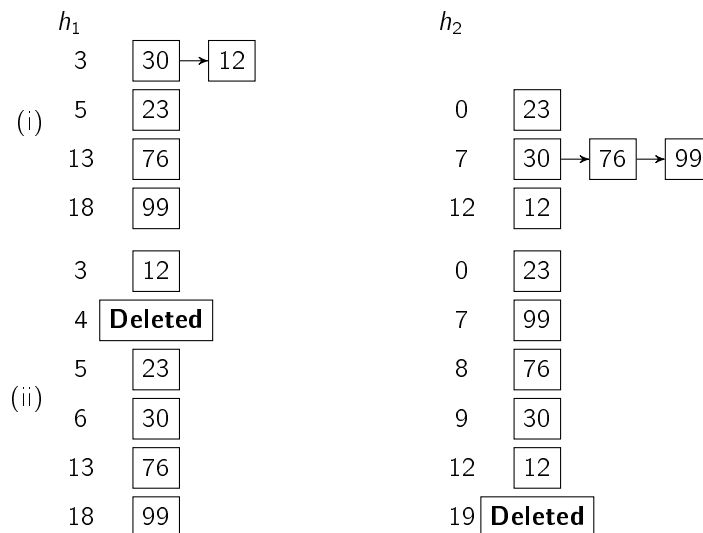 h1 h2
3 30 12
5 23 0 23
(i)
13 76 7 30 76 99
18 99 12 12
3 12 0 23
4 Deleted 7 99
5 23 8 76
(ii)
6 30 9 30
13 76 12 12
18 99 19 Deleted